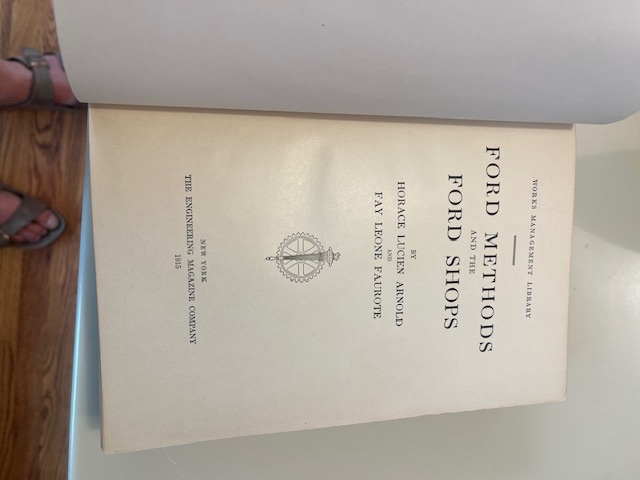 WORKS MANAGEMENT LIBRARY
FORD METHODS
AND THE
FORD SHOPS
BY
HORACE LUCIEN ARNOLD
AND
FAY LEONE FAUROTE
NEW YORK
THE ENGINEERING MAGAZINE COMPANY
1915